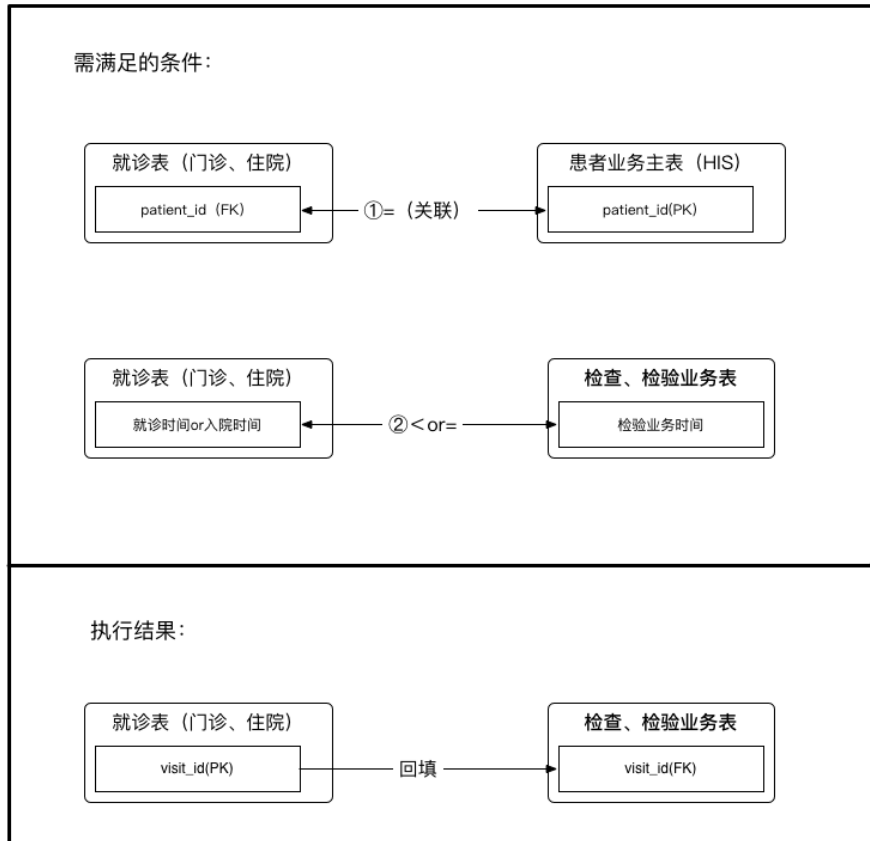 需满足的条件：
就诊表（门诊、住院）
患者业务主表（HIS）
patient_id（FK）
①=（关联）
patient_id(PK)
就诊表（门诊、住院）
检查、检验业务表
就诊时间or入院时间
②<or=
检验业务时间
执行结果：
就诊表（门诊、住院）
检查、检验业务表
visit_id(PK)
回填
visit_id(FK)